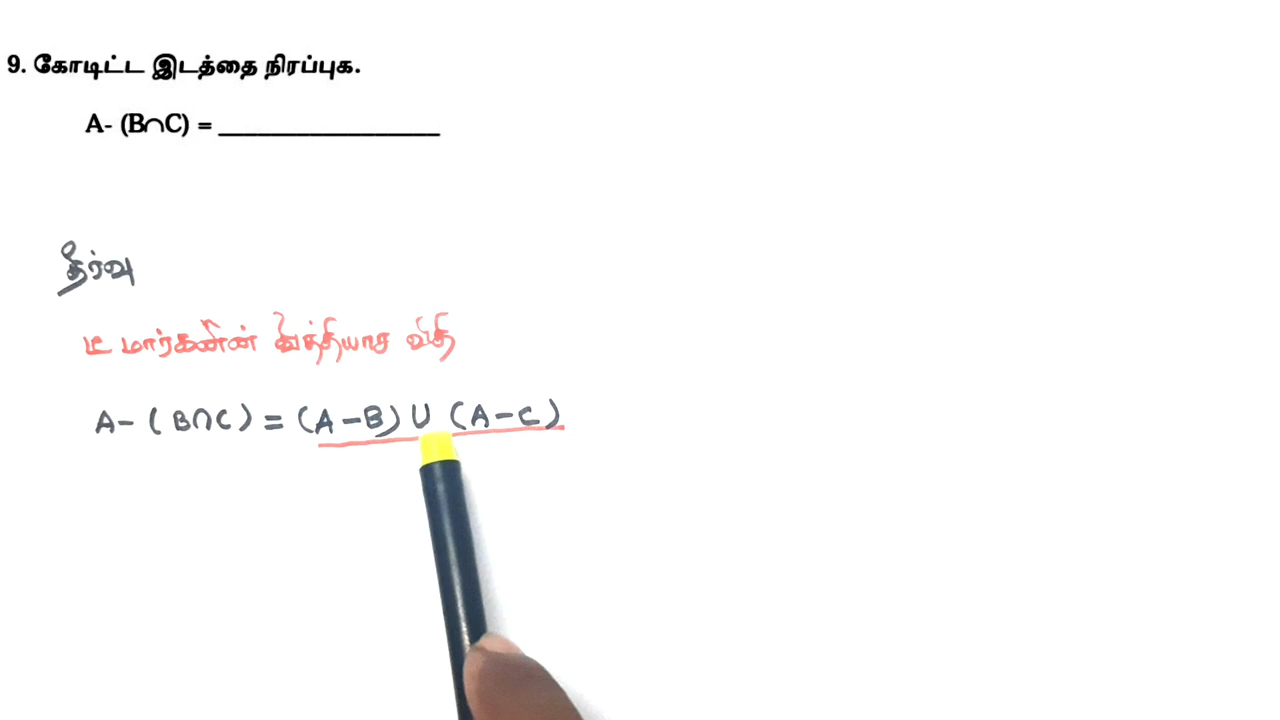 9. கோடிட்ட இடத்தை நிரப்புக.
A- (B∩C) = ________________
தீர்வு
டீ மார்கனின் வித்தியாச விதி
A - ( B∩C ) = (A - B) ∪ (A - C)